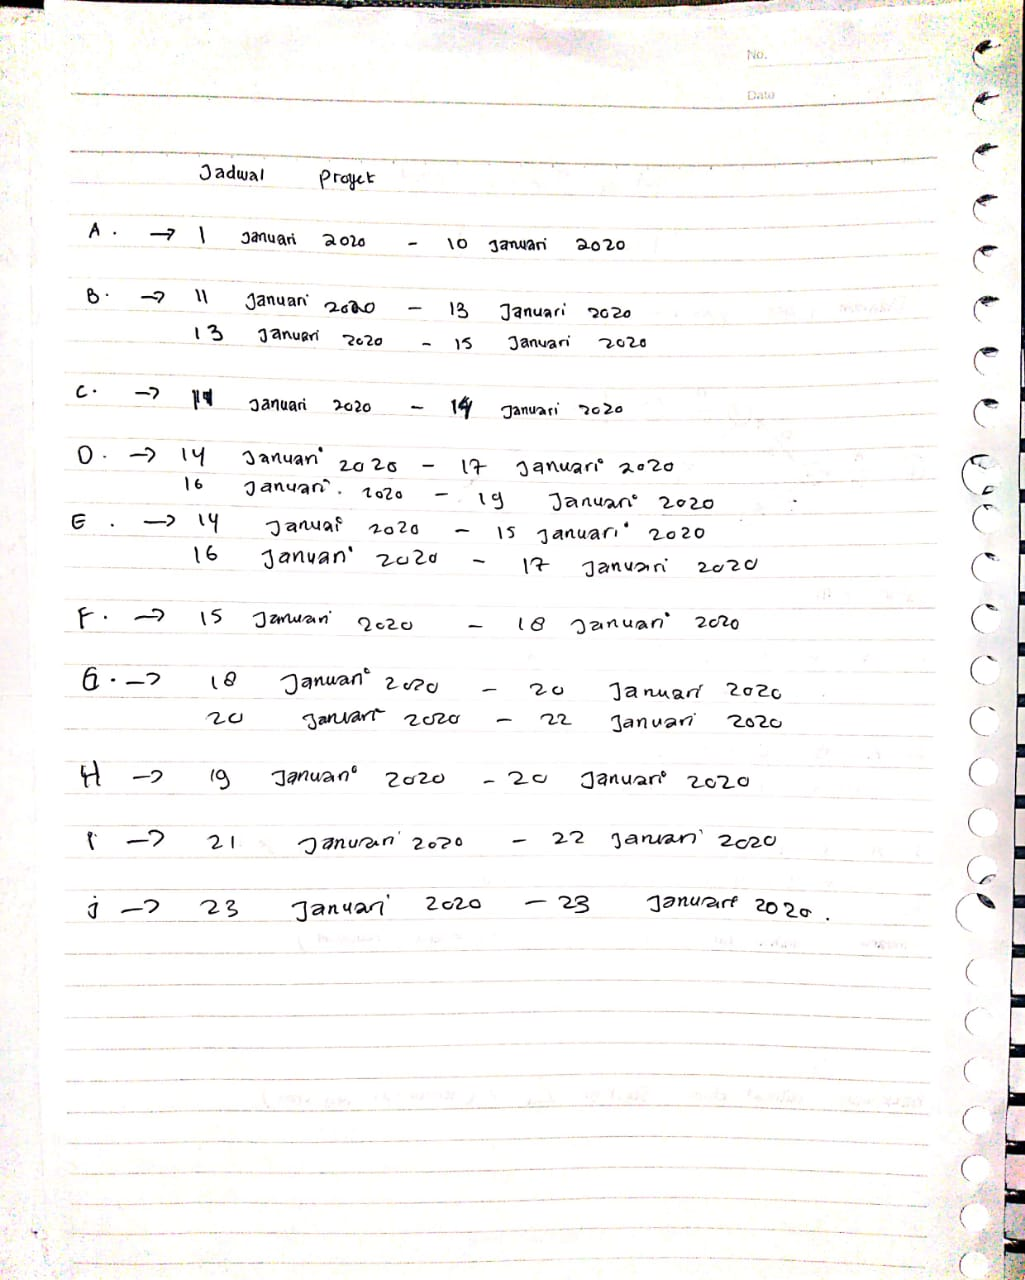 No.
Date
Jadwal Proyek
A. → 1 Januari 2020 - 10 Januari 2020
B. → 11 Januari 2020 - 13 Januari 2020
13 Januari 2020 - 15 Januari 2020
C. → 14 Januari 2020 - 14 Januari 2020
D. → 14 Januari 2020 - 17 Januari 2020
16 Januari. 2020 - 19 Januari 2020
E. → 14 Januai 2020 - 15 Januari 2020
16 Januari 2020 - 17 Januari 2020
F. → 15 Januari 2020 - 18 Januari 2020
G. → 18 Januari 2020 - 20 Januari 2020
20 Januari 2020 - 22 Januari 2020
H → 19 Januari 2020 - 20 Januari 2020
i → 21 Januari 2020 - 22 Januari 2020
j → 23 Januari 2020 - 23 Januari 2020.